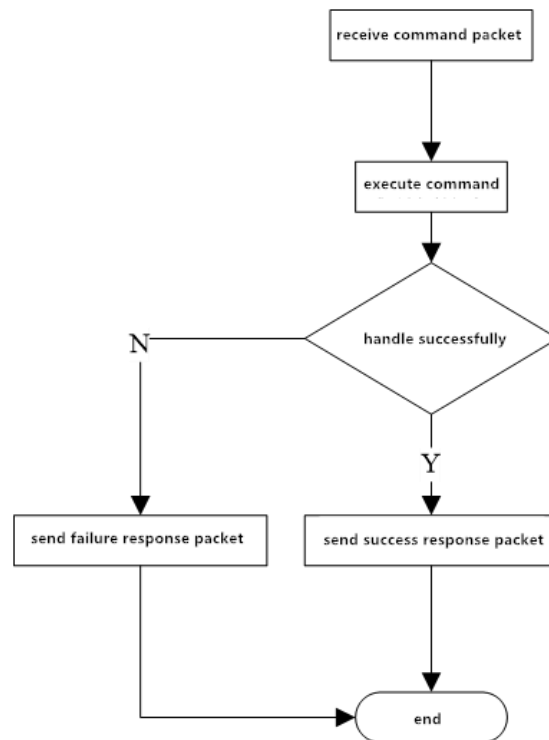 receive command packet
execute command
handle successfully
N
Y
send failure response packet
send success response packet
end